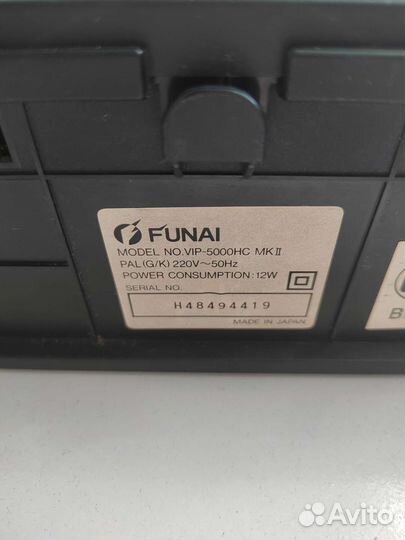 FUNAI
MODEL NO. VIP-5000HC MKⅡ
PAL(G/K) 220V~50Hz
POWER CONSUMPTION:12W
SERIAL NO.
H48494419
MADE IN JAPAN
B
Avito